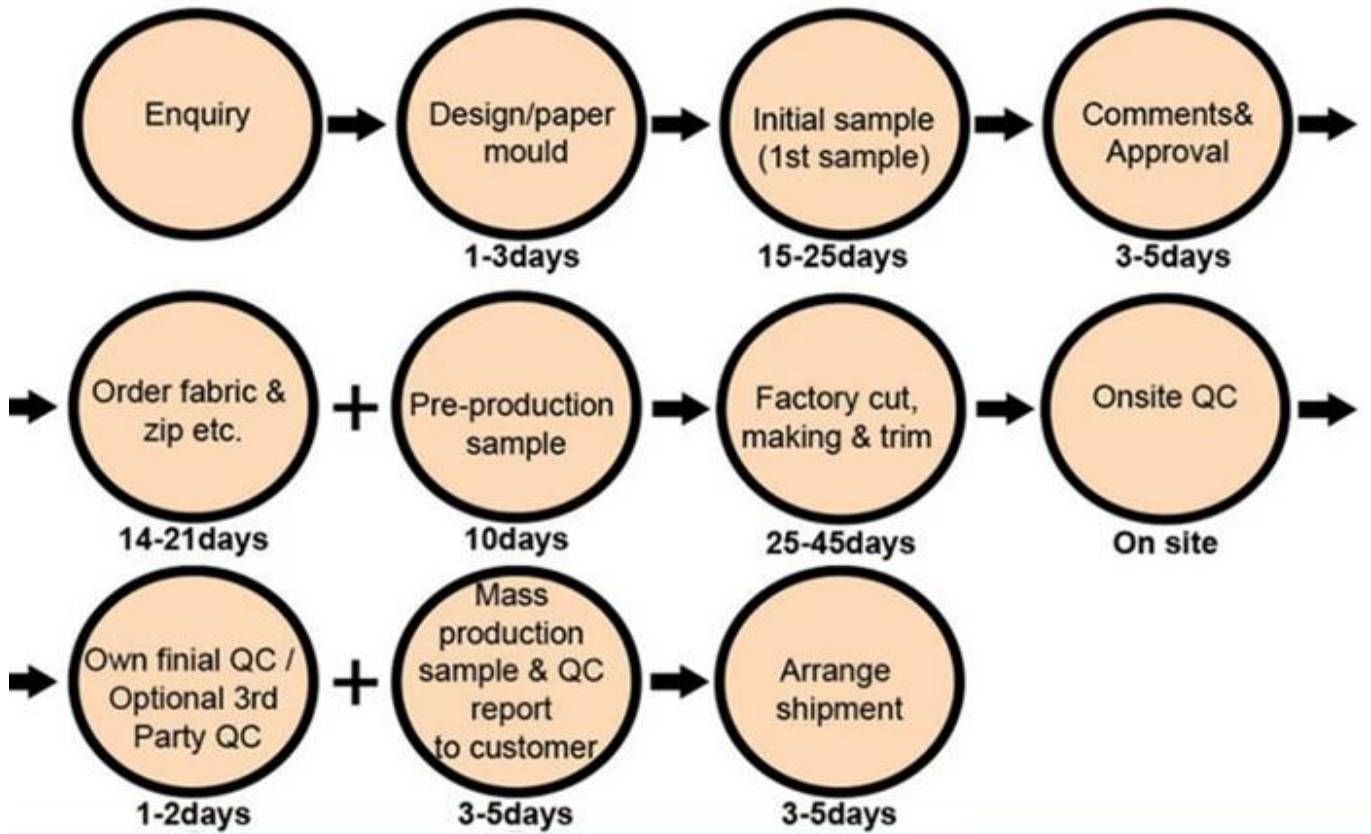 Enquiry
Design/paper
mould
1-3days
Initial sample
(1st sample)
15-25days
Comments&
Approval
3-5days
Order fabric &
zip etc.
14-21days
+
Pre-production
sample
10days
Factory cut,
making & trim
25-45days
Onsite QC
On site
Own finial QC /
Optional 3rd
Party QC
1-2days
+
Mass
production
sample & QC
report
to customer
3-5days
Arrange
shipment
3-5days